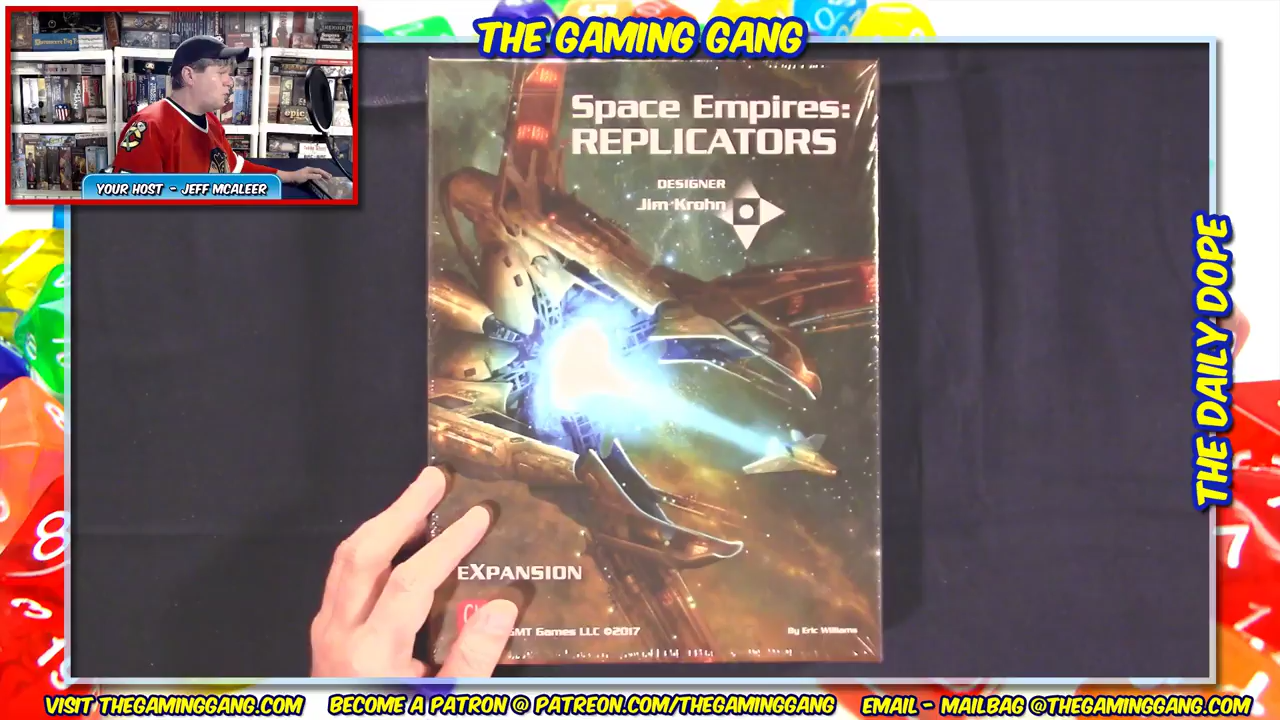 THE GAMING GANG
YOUR HOST - JEFF MCALEER
epic
Space Empires:
REPLICATORS
DESIGNER
Jim Krohn
THE DAILY DOPE
eXPANSION
GMT Games LLC ©2017
By Eric Williams
VISIT THEGAMINGGANG.COM
BECOME A PATRON @ PATREON.COM/THEGAMINGGANG
EMAIL - MAILBAG @THEGAMINGGANG.COM